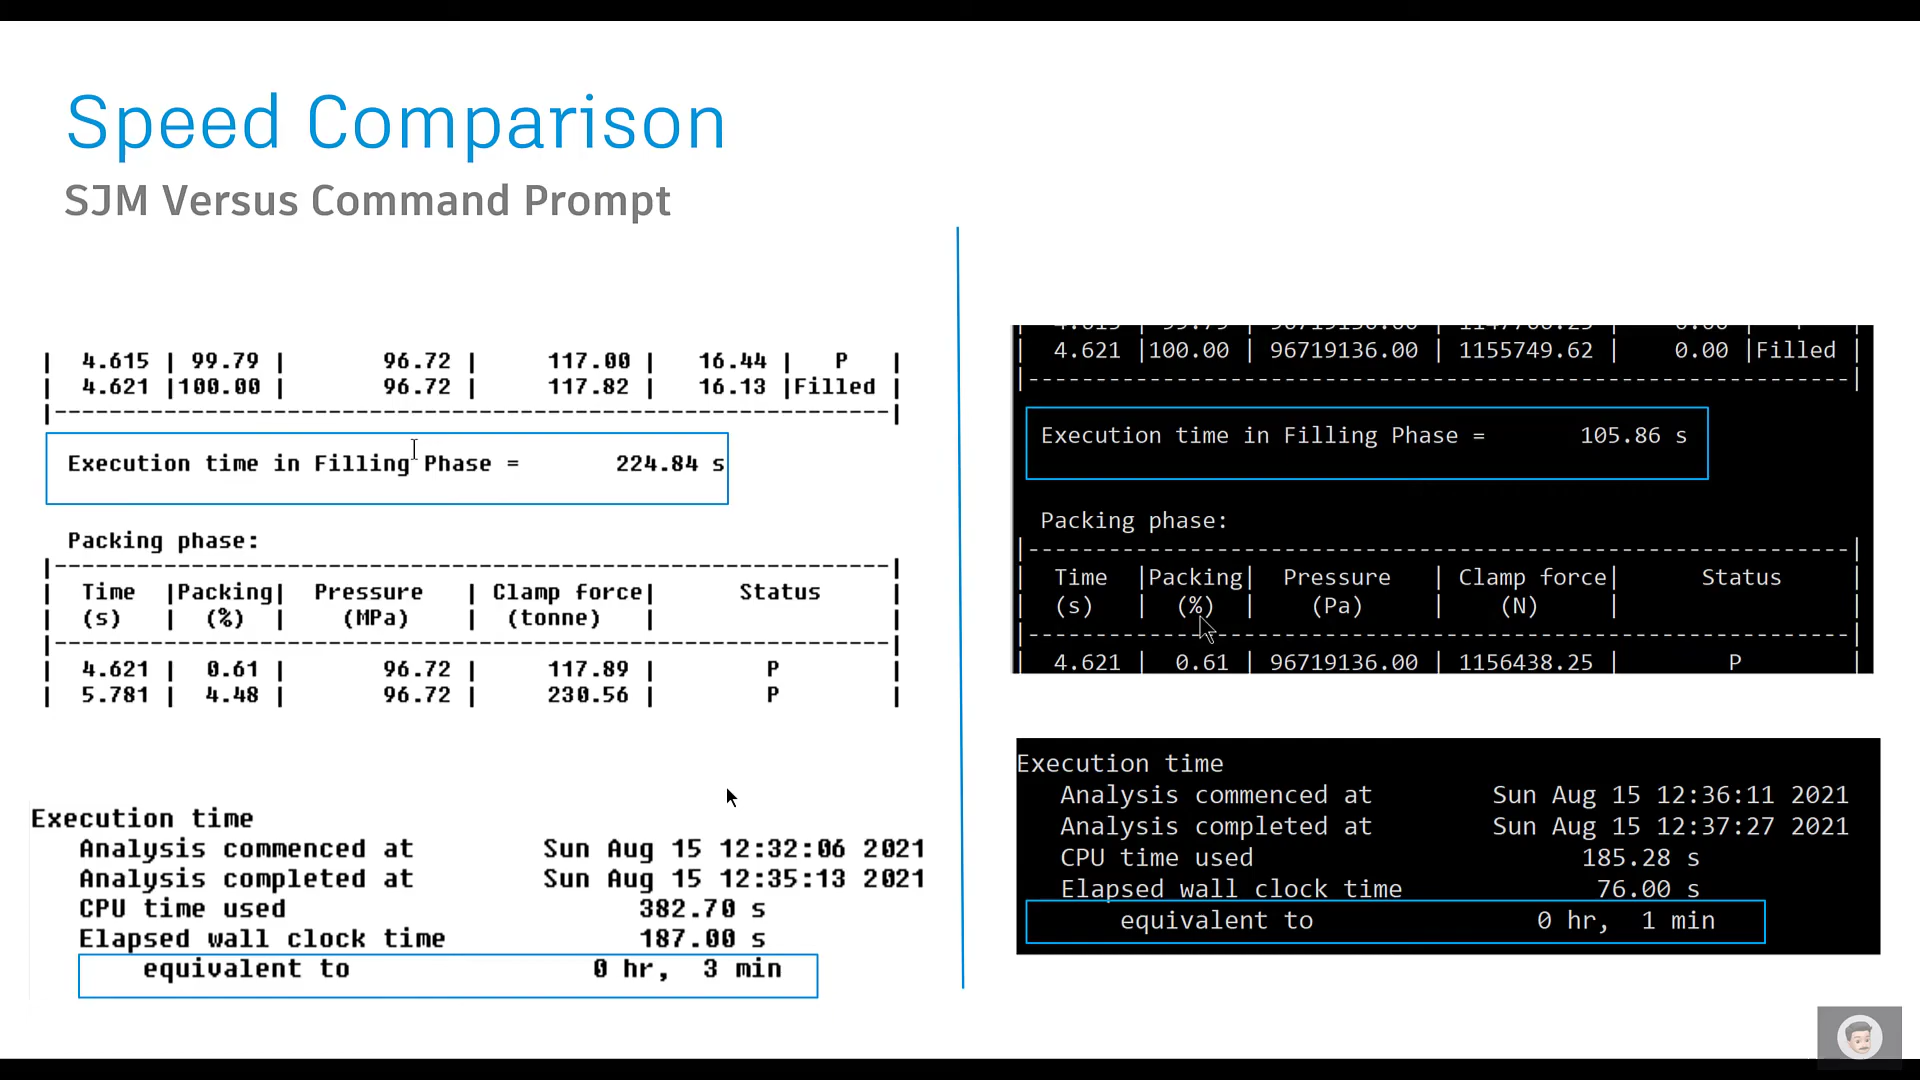 Speed Comparison
SJM Versus Command Prompt
| 4.615 | 99.79 | 96.72 | 117.00 | 16.44 | P |
| 4.621 |100.00 | 96.72 | 117.82 | 16.13 |Filled |
|--------------------------------------------------------------|
Execution time in Filling Phase = 224.84 s
Packing phase:
|--------------------------------------------------------------|
| Time |Packing| Pressure | Clamp force| Status |
| (s) | (%) | (MPa) | (tonne) | |
|--------------------------------------------------------------|
| 4.621 | 0.61 | 96.72 | 117.89 | P |
| 5.781 | 4.48 | 96.72 | 230.56 | P |
Execution time
Analysis commenced at Sun Aug 15 12:32:06 2021
Analysis completed at Sun Aug 15 12:35:13 2021
CPU time used 382.70 s
Elapsed wall clock time 187.00 s
equivalent to 0 hr, 3 min
| 4.621 |100.00 | 96719136.00 | 1155749.62 | 0.00 |Filled |
|-------------------------------------------------------------|
Execution time in Filling Phase = 105.86 s
Packing phase:
|-------------------------------------------------------------|
| Time |Packing| Pressure | Clamp force| Status |
| (s) | (%) | (Pa) | (N) | |
|-------------------------------------------------------------|
| 4.621 | 0.61 | 96719136.00 | 1156438.25 | P |
Execution time
Analysis commenced at Sun Aug 15 12:36:11 2021
Analysis completed at Sun Aug 15 12:37:27 2021
CPU time used 185.28 s
Elapsed wall clock time 76.00 s
equivalent to 0 hr, 1 min